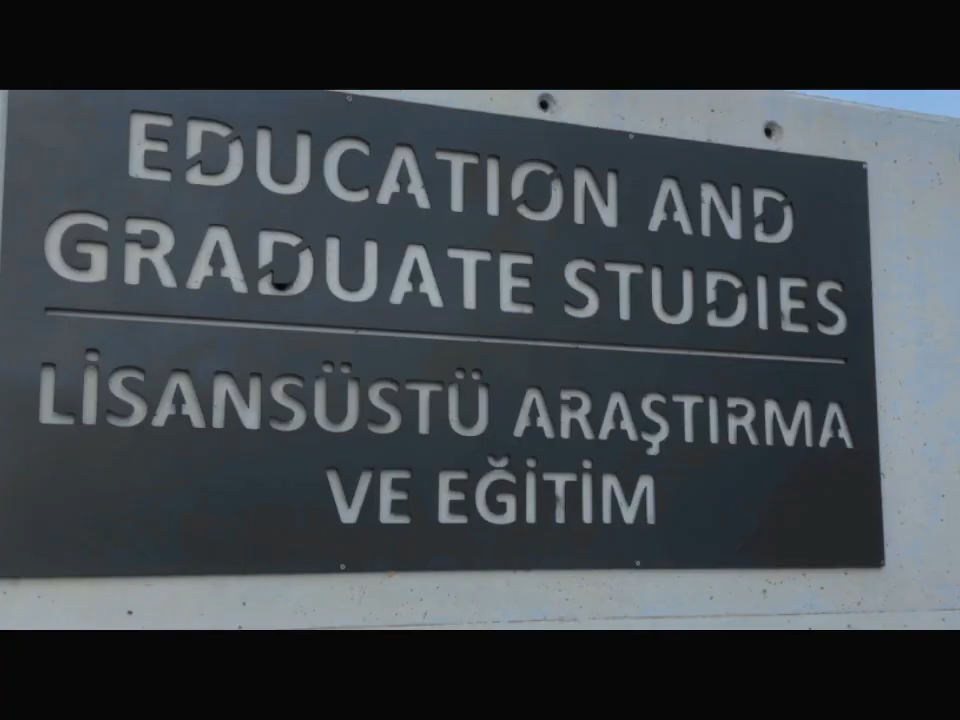 EDUCATION AND
GRADUATE STUDIES
LİSANSÜSTÜ ARAŞTIRMA
VE EĞİTİM